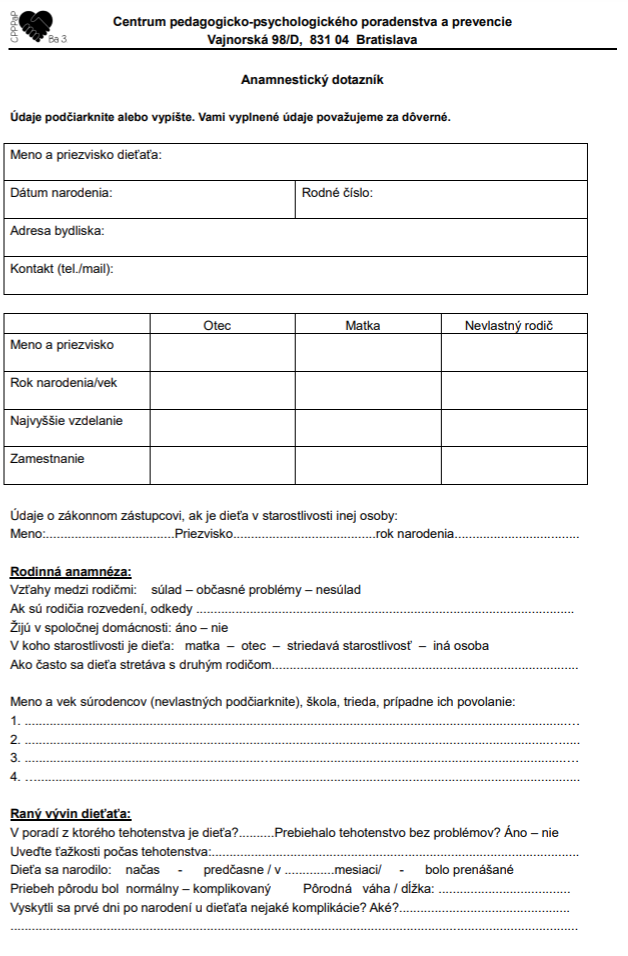 CPPPaP
Ba 3
Centrum pedagogicko-psychologického poradenstva a prevencie
Vajnorská 98/D, 831 04 Bratislava
Anamnestický dotazník
Údaje podčiarknite alebo vypíšte. Vami vyplnené údaje považujeme za dôverné.
Meno a priezvisko dieťaťa:
Dátum narodenia: Rodné číslo:
Adresa bydliska:
Kontakt (tel./mail):
Otec Matka Nevlastný rodič
Meno a priezvisko
Rok narodenia/vek
Najvyššie vzdelanie
Zamestnanie
Údaje o zákonnom zástupcovi, ak je dieťa v starostlivosti inej osoby:
Meno:....................................Priezvisko........................................rok narodenia...................................
Rodinná anamnéza:
Vzťahy medzi rodičmi: súlad – občasné problémy – nesúlad
Ak sú rodičia rozvedení, odkedy ..........................................................................................................
Žijú v spoločnej domácnosti: áno – nie
V koho starostlivosti je dieťa: matka – otec – striedavá starostlivosť – iná osoba
Ako často sa dieťa stretáva s druhým rodičom......................................................................................
Meno a vek súrodencov (nevlastných podčiarknite), škola, trieda, prípadne ich povolanie:
1. ..........................................................................................................................................................
2. ..........................................................................................................................................................
3. ..........................................................................................................................................................
4. ..........................................................................................................................................................
Raný vývin dieťaťa:
V poradí z ktorého tehotenstva je dieťa?..........Prebiehalo tehotenstvo bez problémov? Áno – nie
Uveďte ťažkosti počas tehotenstva:.......................................................................................................
Dieťa sa narodilo: načas - predčasne / v ..............mesiaci/ - bolo prenášané
Priebeh pôrodu bol normálny – komplikovaný Pôrodná váha / dĺžka: .....................................
Vyskytli sa prvé dni po narodení u dieťaťa nejaké komplikácie? Aké?................................................
................................................................................................................................................................